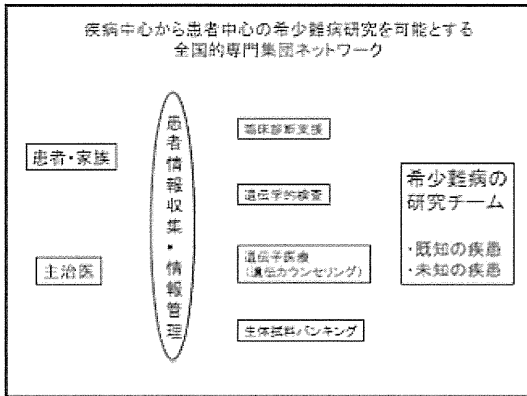 疾病中心から患者中心の希少難病研究を可能とする
全国的専門集団ネットワーク
患者・家族
主治医
患者情報収集・情報管理
臨床診断支援
遺伝学的検査
遺伝子医療
(遺伝カウンセリング)
生体試料バンキング
希少難病の
研究チーム
・既知の疾患
・未知の疾患